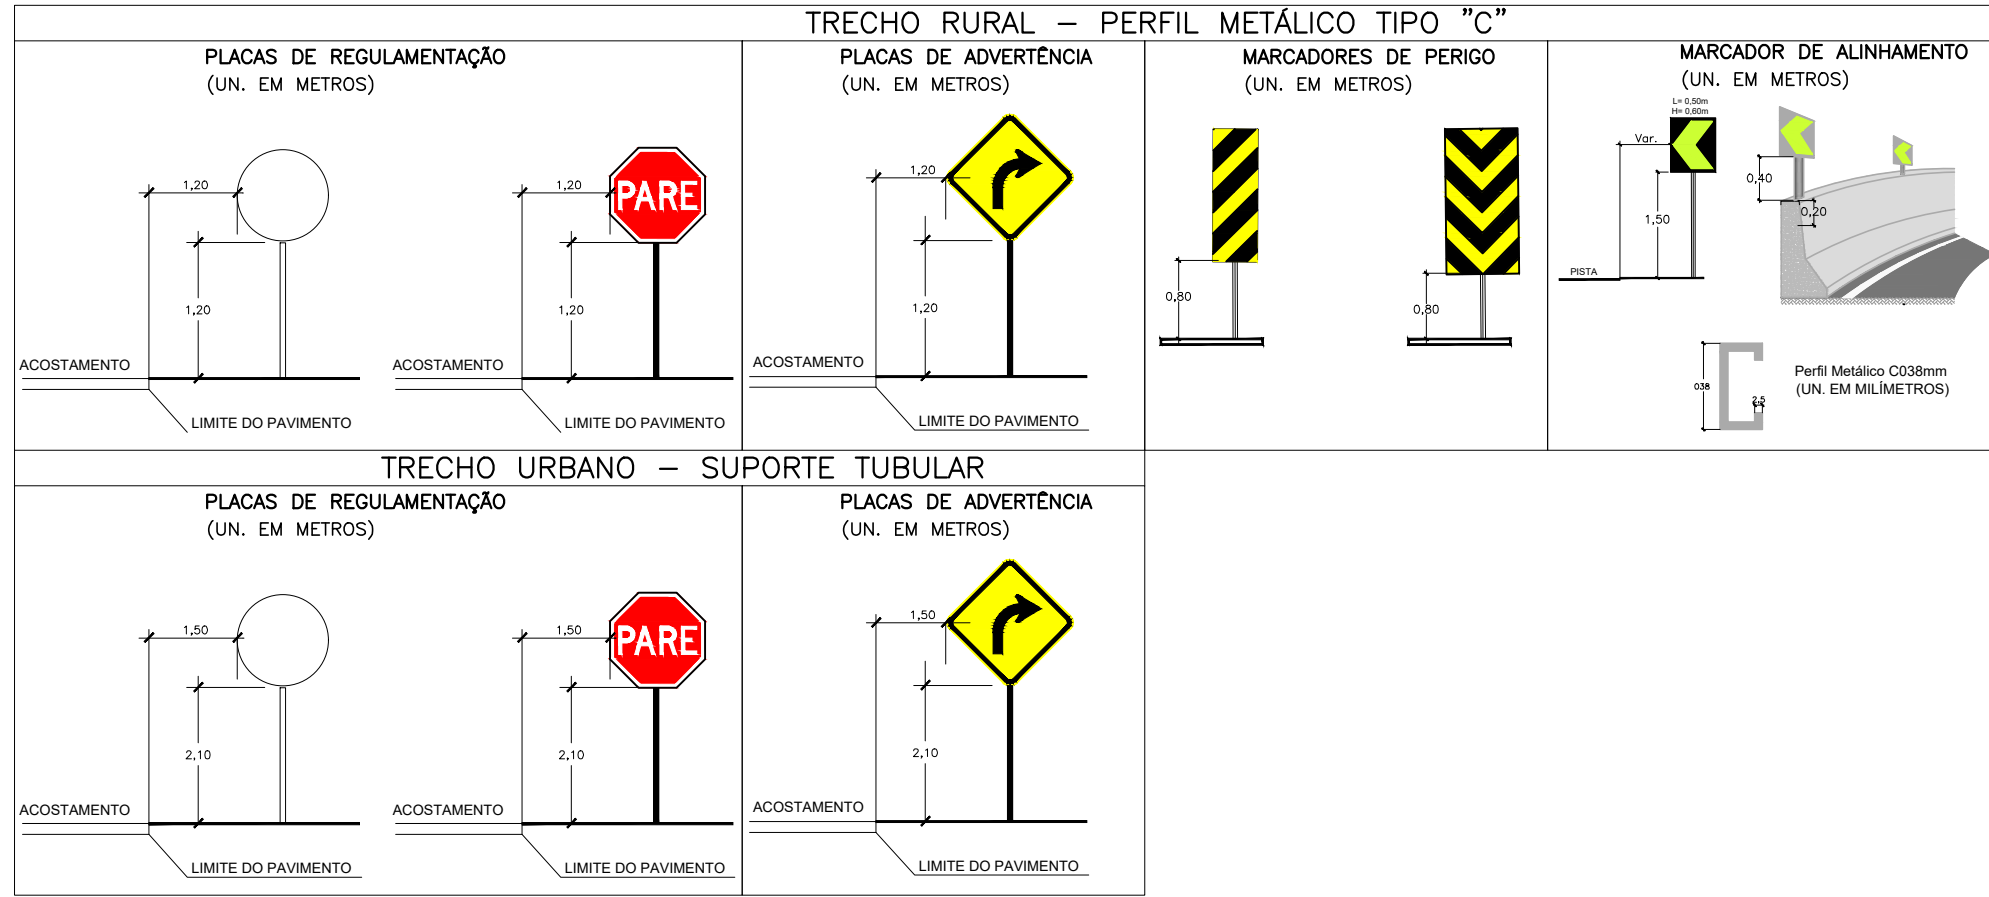 TRECHO RURAL – PERFIL METÁLICO TIPO "C"
PLACAS DE REGULAMENTAÇÃO
(UN. EM METROS)
1,20
1,20
ACOSTAMENTO
LIMITE DO PAVIMENTO
PARE
1,20
1,20
ACOSTAMENTO
LIMITE DO PAVIMENTO
PLACAS DE ADVERTÊNCIA
(UN. EM METROS)
1,20
1,20
ACOSTAMENTO
LIMITE DO PAVIMENTO
MARCADORES DE PERIGO
(UN. EM METROS)
0,80
0,80
MARCADOR DE ALINHAMENTO
(UN. EM METROS)
L= 0,50m
H= 0,60m
Var.
1,50
PISTA
0,40
0,20
038
2,5
Perfil Metálico C038mm
(UN. EM MILÍMETROS)
TRECHO URBANO – SUPORTE TUBULAR
PLACAS DE REGULAMENTAÇÃO
(UN. EM METROS)
1,50
2,10
ACOSTAMENTO
LIMITE DO PAVIMENTO
PARE
1,50
2,10
ACOSTAMENTO
LIMITE DO PAVIMENTO
PLACAS DE ADVERTÊNCIA
(UN. EM METROS)
1,50
2,10
ACOSTAMENTO
LIMITE DO PAVIMENTO